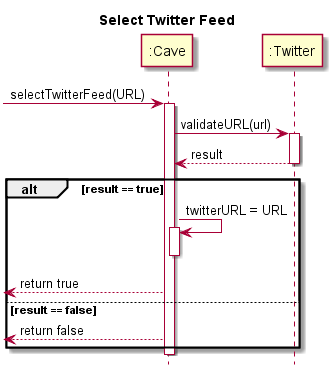 Select Twitter Feed
:Cave
:Twitter
selectTwitterFeed(URL)
validateURL(url)
result
alt
[result == true]
twitterURL = URL
return true
[result == false]
return false